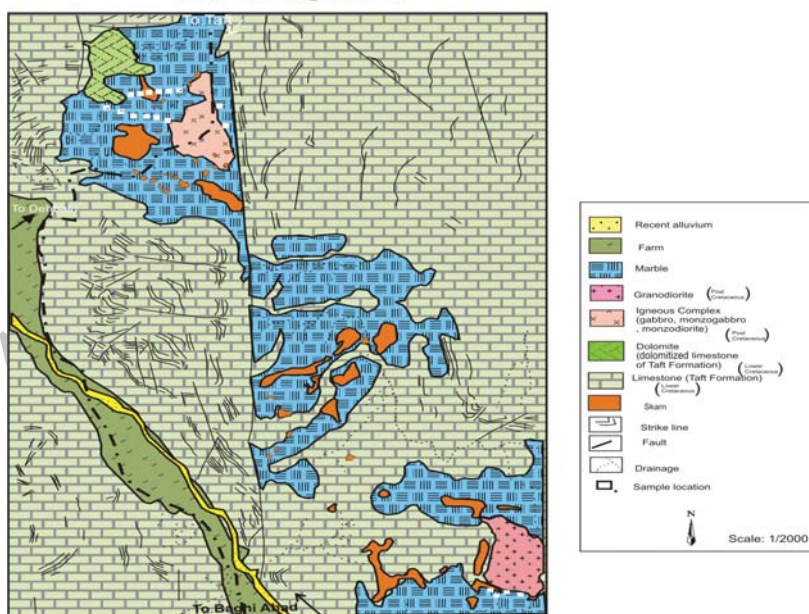 To Taft
To Dehbala
To Baghi Abad
Recent alluvium
Farm
Marble
Granodiorite (Post Cretaceous)
Igneous Complex
(gabbro, monzogabbro
, monzodiorite) (Post Cretaceous)
Dolomite
(dolomitized limestone
of Taft Formation) (Lower Cretaceous)
Limestone (Taft Formation)
(Lower Cretaceous)
Skarn
Strike line
Fault
Drainage
Sample location
N
Scale: 1/2000